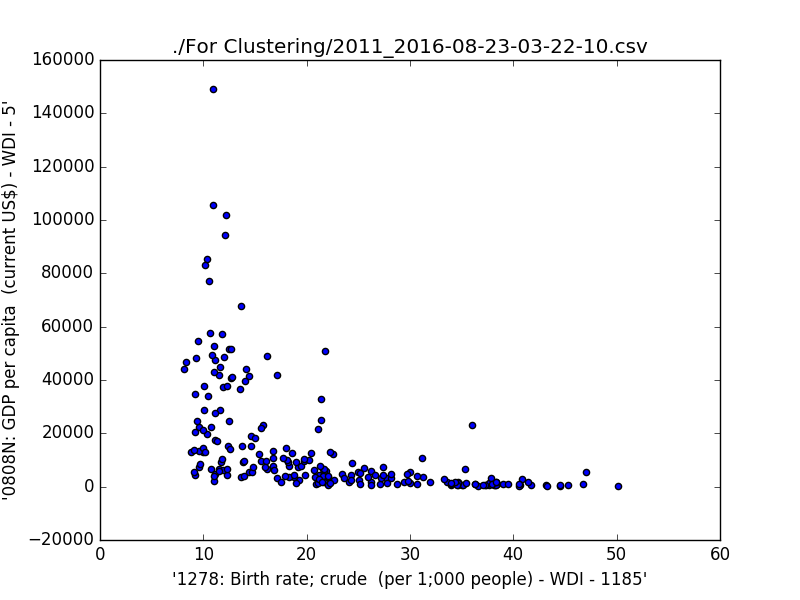 ./For Clustering/2011_2016-08-23-03-22-10.csv
160000
140000
120000
100000
80000
60000
40000
20000
0
−20000
'0808N: GDP per capita  (current US$) - WDI - 5'
0 10 20 30 40 50 60
'1278: Birth rate; crude  (per 1;000 people) - WDI - 1185'